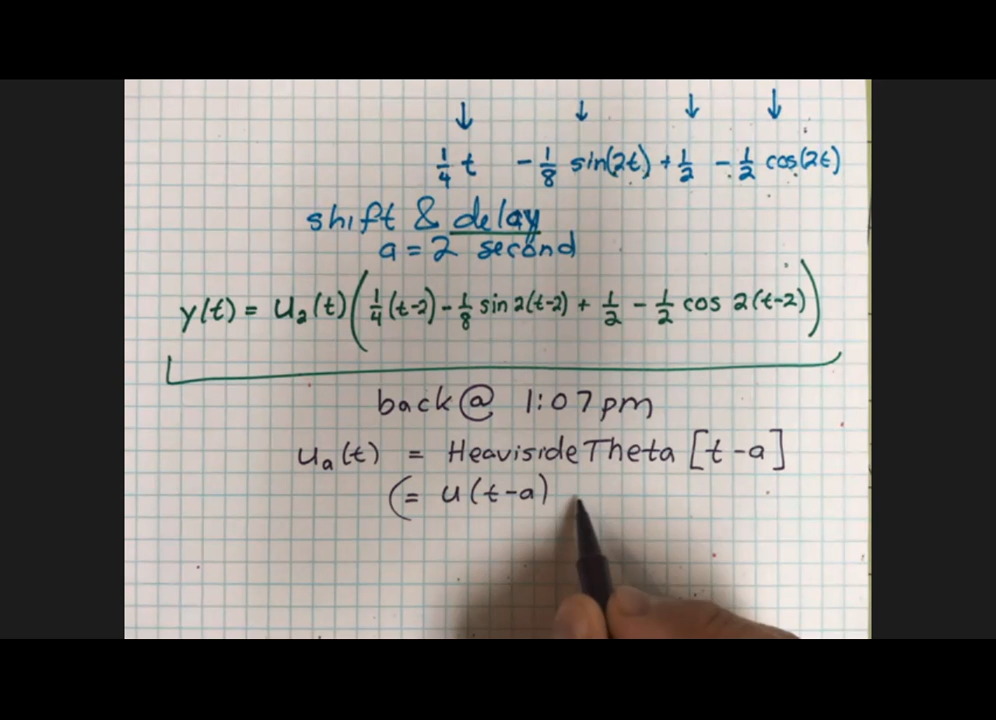 ↓ ↓ ↓ ↓
1/4 t - 1/8 sin(2t) + 1/2 - 1/2 cos(2t)
shift & delay
a = 2 second
y(t) = u₂(t)(1/4(t-2) - 1/8 sin 2(t-2) + 1/2 - 1/2 cos 2(t-2))
back@ 1:07pm
uₐ(t) = HeavisideTheta [t-a]
(= u(t-a)